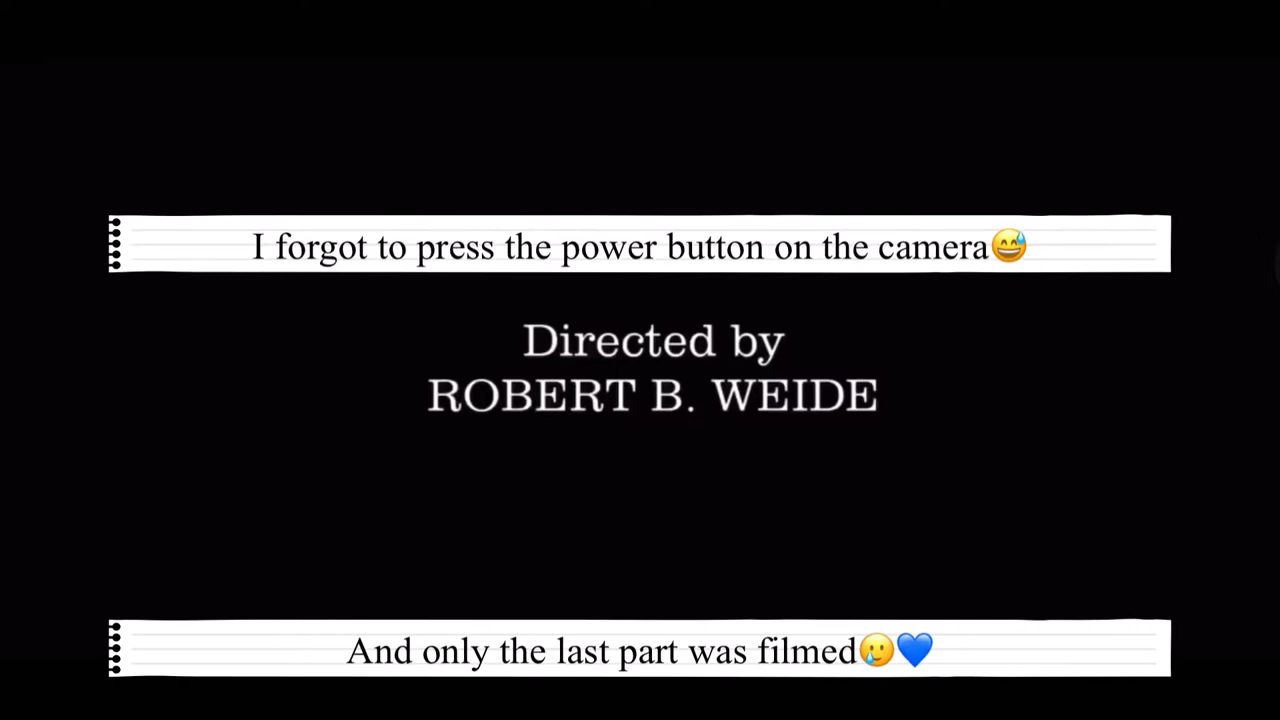 I forgot to press the power button on the camera😅
Directed by
ROBERT B. WEIDE
And only the last part was filmed🥲💙